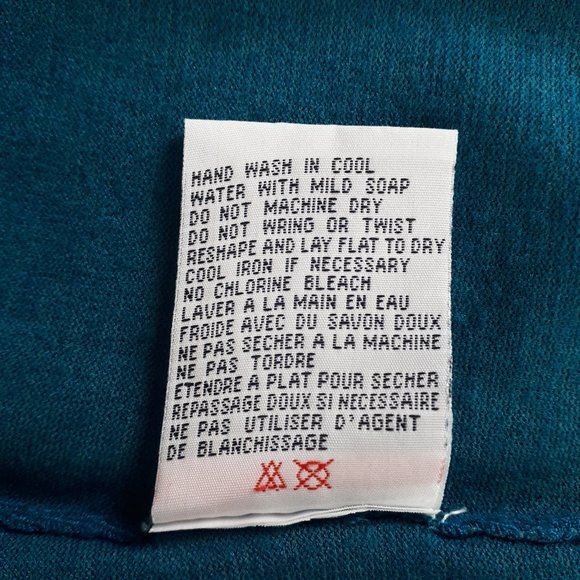 HAND WASH IN COOL
WATER WITH MILD SOAP
DO NOT MACHINE DRY
DO NOT WRING OR TWIST
RESHAPE AND LAY FLAT TO DRY
COOL IRON IF NECESSARY
NO CHLORINE BLEACH
LAVER A LA MAIN EN EAU
FROIDE AVEC DU SAVON DOUX
NE PAS SECHER A LA MACHINE
NE PAS TORDRE
ETENDRE A PLAT POUR SECHER
REPASSAGE DOUX SI NECESSAIRE
NE PAS UTILISER D'AGENT
DE BLANCHISSAGE